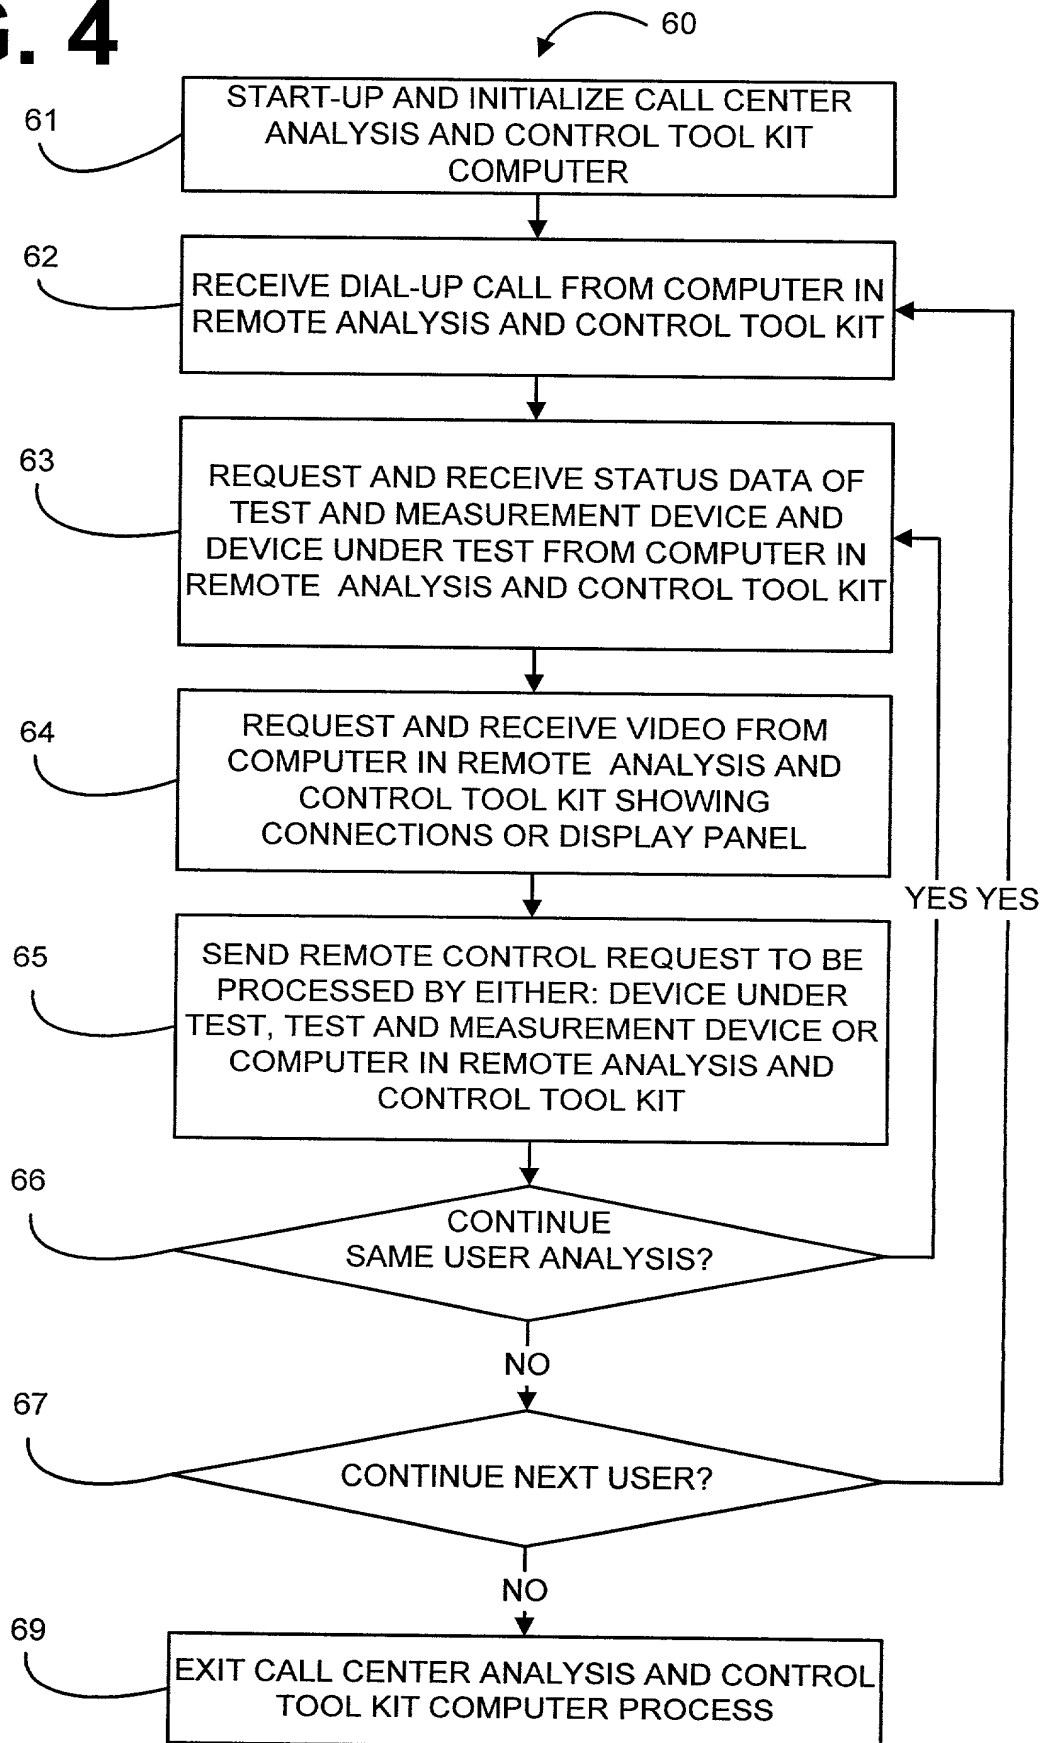 G. 4
60
61
START-UP AND INITIALIZE CALL CENTER
ANALYSIS AND CONTROL TOOL KIT
COMPUTER
62
RECEIVE DIAL-UP CALL FROM COMPUTER IN
REMOTE ANALYSIS AND CONTROL TOOL KIT
63
REQUEST AND RECEIVE STATUS DATA OF
TEST AND MEASUREMENT DEVICE AND
DEVICE UNDER TEST FROM COMPUTER IN
REMOTE ANALYSIS AND CONTROL TOOL KIT
64
REQUEST AND RECEIVE VIDEO FROM
COMPUTER IN REMOTE ANALYSIS AND
CONTROL TOOL KIT SHOWING
CONNECTIONS OR DISPLAY PANEL
YES YES
65
SEND REMOTE CONTROL REQUEST TO BE
PROCESSED BY EITHER: DEVICE UNDER
TEST, TEST AND MEASUREMENT DEVICE OR
COMPUTER IN REMOTE ANALYSIS AND
CONTROL TOOL KIT
66
CONTINUE
SAME USER ANALYSIS?
NO
67
CONTINUE NEXT USER?
NO
69
EXIT CALL CENTER ANALYSIS AND CONTROL
TOOL KIT COMPUTER PROCESS